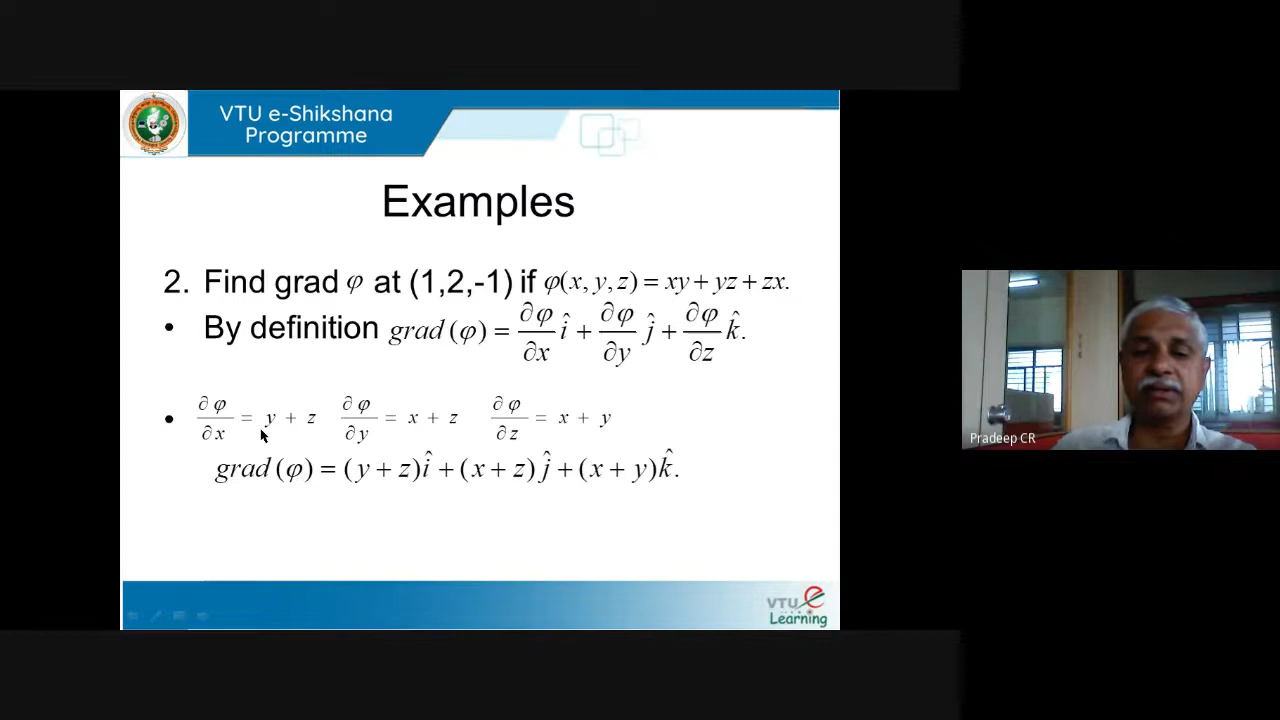 VTU e-Shikshana
Programme
Examples
2. Find grad φ at (1,2,-1) if φ(x, y, z) = xy + yz + zx.
• By definition grad (φ) = ∂φ/∂x î + ∂φ/∂y ĵ + ∂φ/∂z k̂.
• ∂φ/∂x = y + z ∂φ/∂y = x + z ∂φ/∂z = x + y
grad (φ) = (y + z)î + (x + z)ĵ + (x + y)k̂.
VTU e
Learning
Pradeep CR